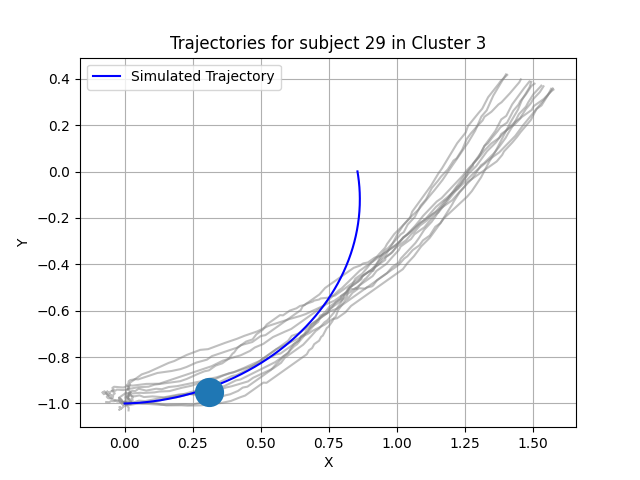 Trajectories for subject 29 in Cluster 3
Simulated Trajectory
Y
0.4
0.2
0.0
−0.2
−0.4
−0.6
−0.8
−1.0
0.00 0.25 0.50 0.75 1.00 1.25 1.50
X